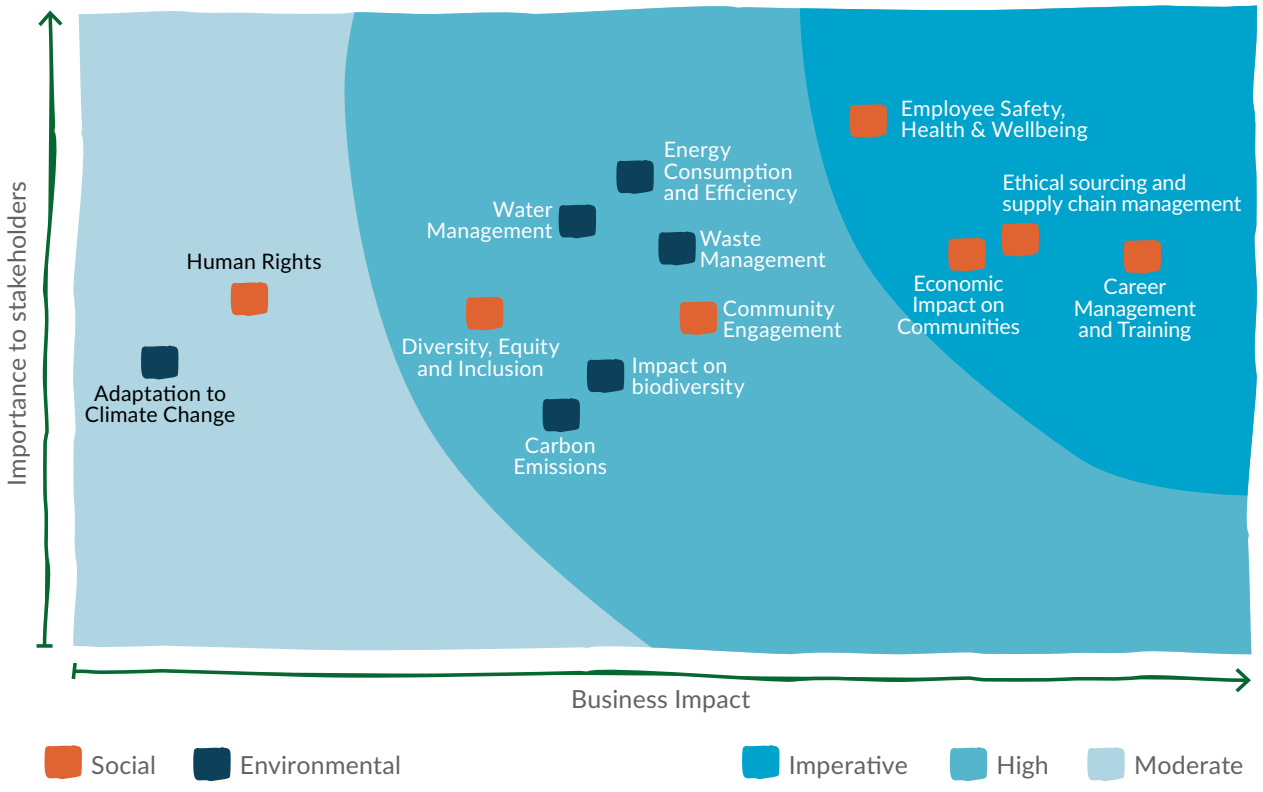 Importance to stakeholders
Employee Safety,
Health & Wellbeing
Energy
Consumption
and Efficiency
Ethical sourcing and
supply chain management
Water
Management
Waste
Management
Human Rights
Economic
Impact on
Communities
Career
Management
and Training
Community
Engagement
Diversity, Equity
and Inclusion
Impact on
biodiversity
Adaptation to
Climate Change
Carbon
Emissions
Business Impact
Social
Environmental
Imperative
High
Moderate